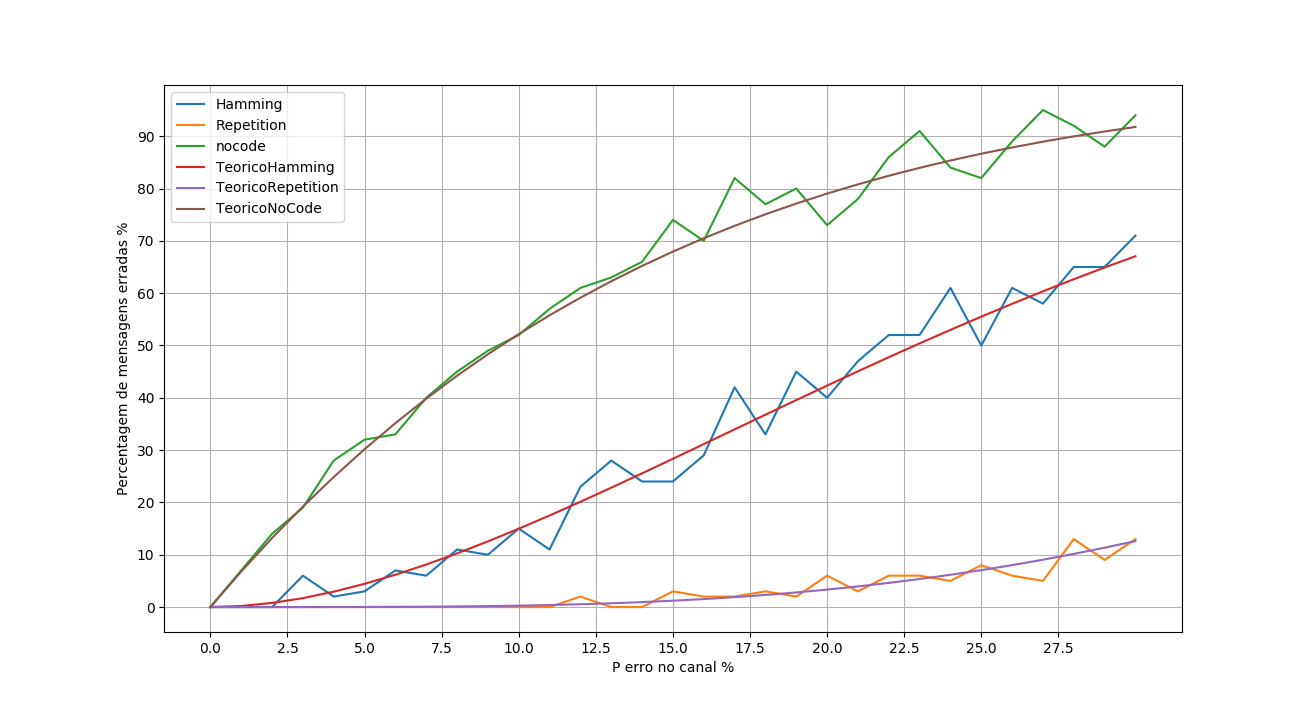 Hamming
Repetition
nocode
TeoricoHamming
TeoricoRepetition
TeoricoNoCode
Percentagem de mensagens erradas %
90
80
70
60
50
40
30
20
10
0
0.0 2.5 5.0 7.5 10.0 12.5 15.0 17.5 20.0 22.5 25.0 27.5
P erro no canal %